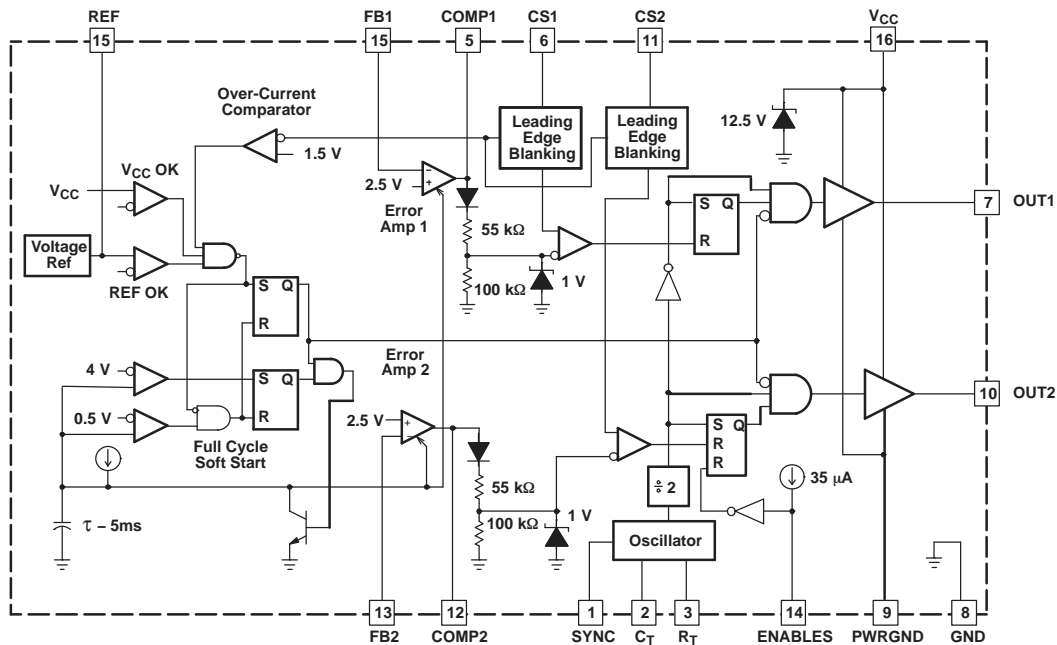 REF
FB1
COMP1
CS1
CS2
VCC
15
15
5
6
11
16
Over-Current
Comparator
Leading
Edge
Blanking
Leading
Edge
Blanking
12.5 V
1.5 V
VCC OK
VCC
2.5 V
−
+
Error
Amp 1
S Q
R
7
OUT1
55 kΩ
Voltage
Ref
REF OK
100 kΩ
1 V
S Q
R
Error
Amp 2
4 V
S Q
R
10
OUT2
0.5 V
2.5 V
+
−
S Q
R
R
Full Cycle
Soft Start
÷ 2
35 μA
55 kΩ
τ – 5ms
100 kΩ
1 V
Oscillator
13
12
1
2
3
14
9
8
FB2
COMP2
SYNC
CT
RT
ENABLES
PWRGND
GND